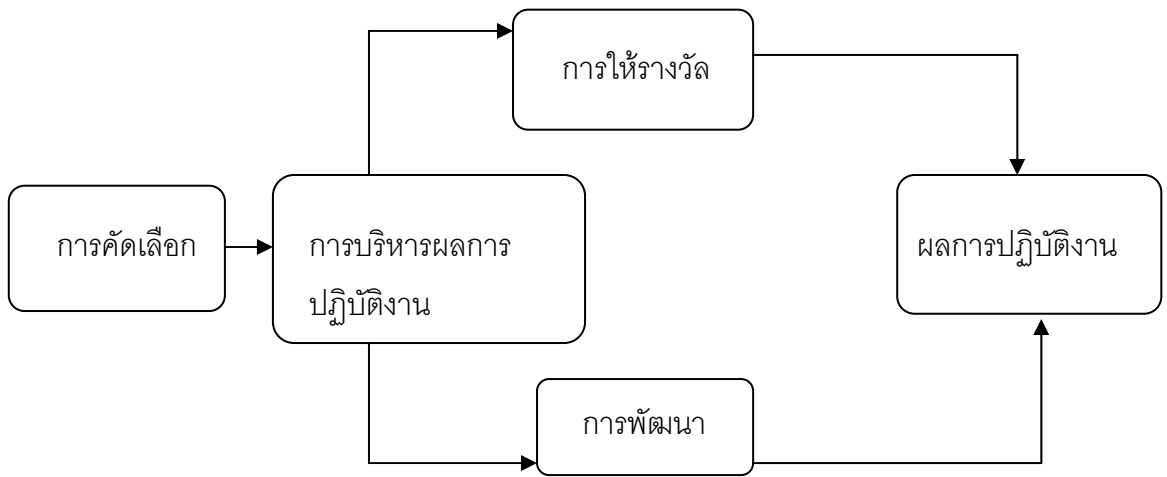 การให้รางวัล
การคัดเลือก
การบริหารผลการ
ปฏิบัติงาน
ผลการปฏิบัติงาน
การพัฒนา